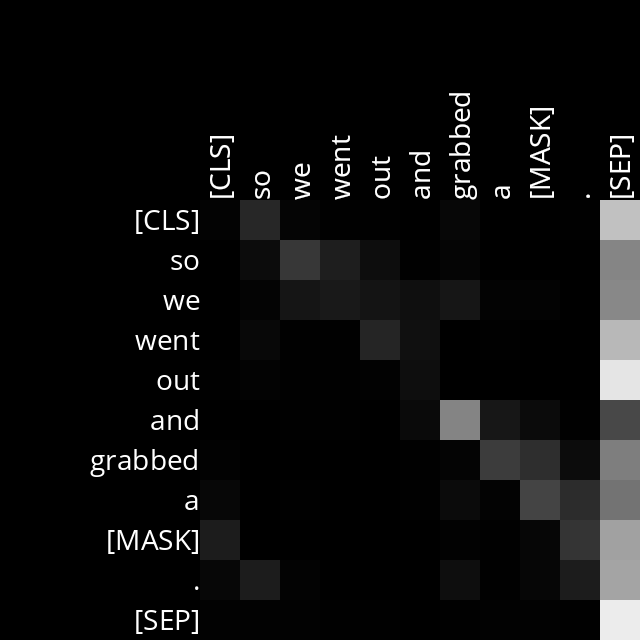 [CLS] so we went out and grabbed a [MASK] . [SEP]
[CLS]
so
we
went
out
and
grabbed
a
[MASK]
.
[SEP]